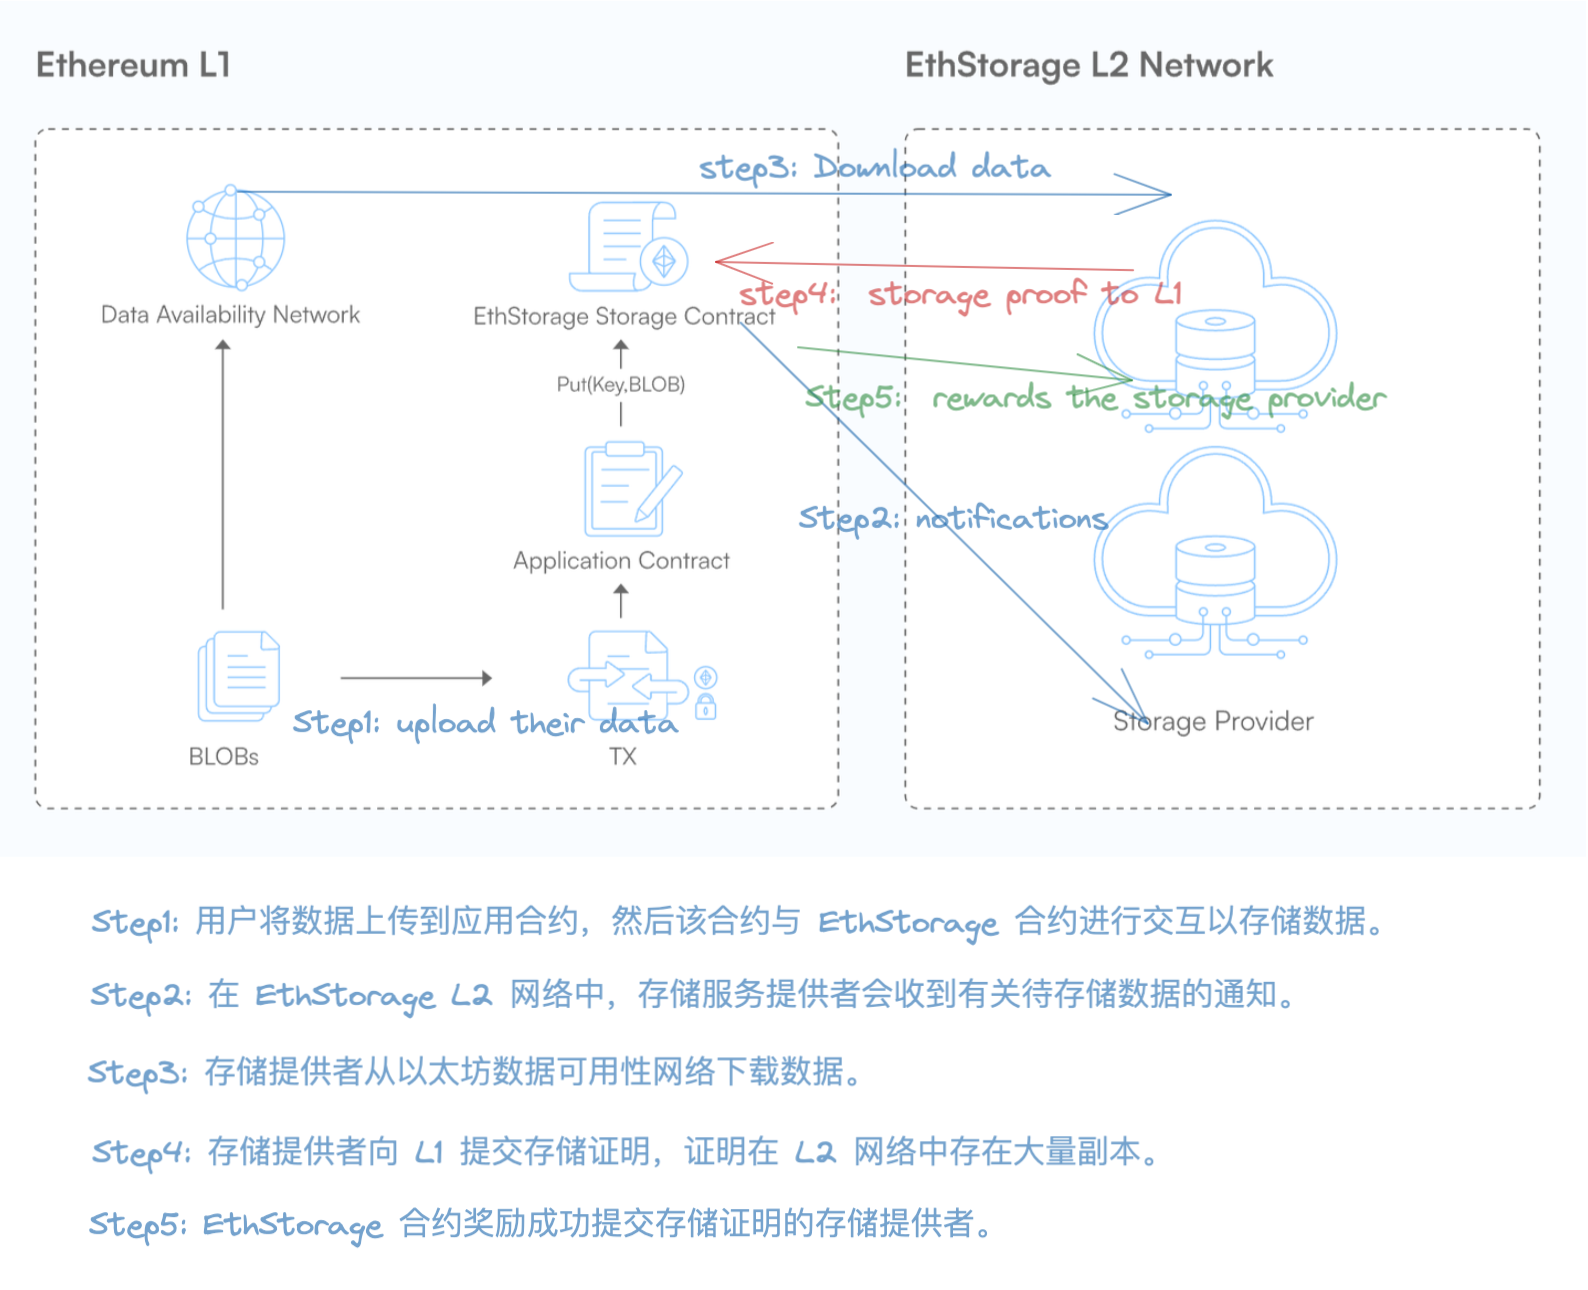 Ethereum L1
EthStorage L2 Network
step3: Download data
Data Availability Network
EthStorage Storage Contract
step4: storage proof to L1
Put(Key,BLOB)
Step5: rewards the storage provider
Step2: notifications
Application Contract
Step1: upload their data
Storage Provider
BLOBs
TX
Step1: 用户将数据上传到应用合约，然后该合约与 EthStorage 合约进行交互以存储数据。
Step2: 在 EthStorage L2 网络中，存储服务提供者会收到有关待存储数据的通知。
Step3: 存储提供者从以太坊数据可用性网络下载数据。
Step4: 存储提供者向 L1 提交存储证明，证明在 L2 网络中存在大量副本。
Step5: EthStorage 合约奖励成功提交存储证明的存储提供者。